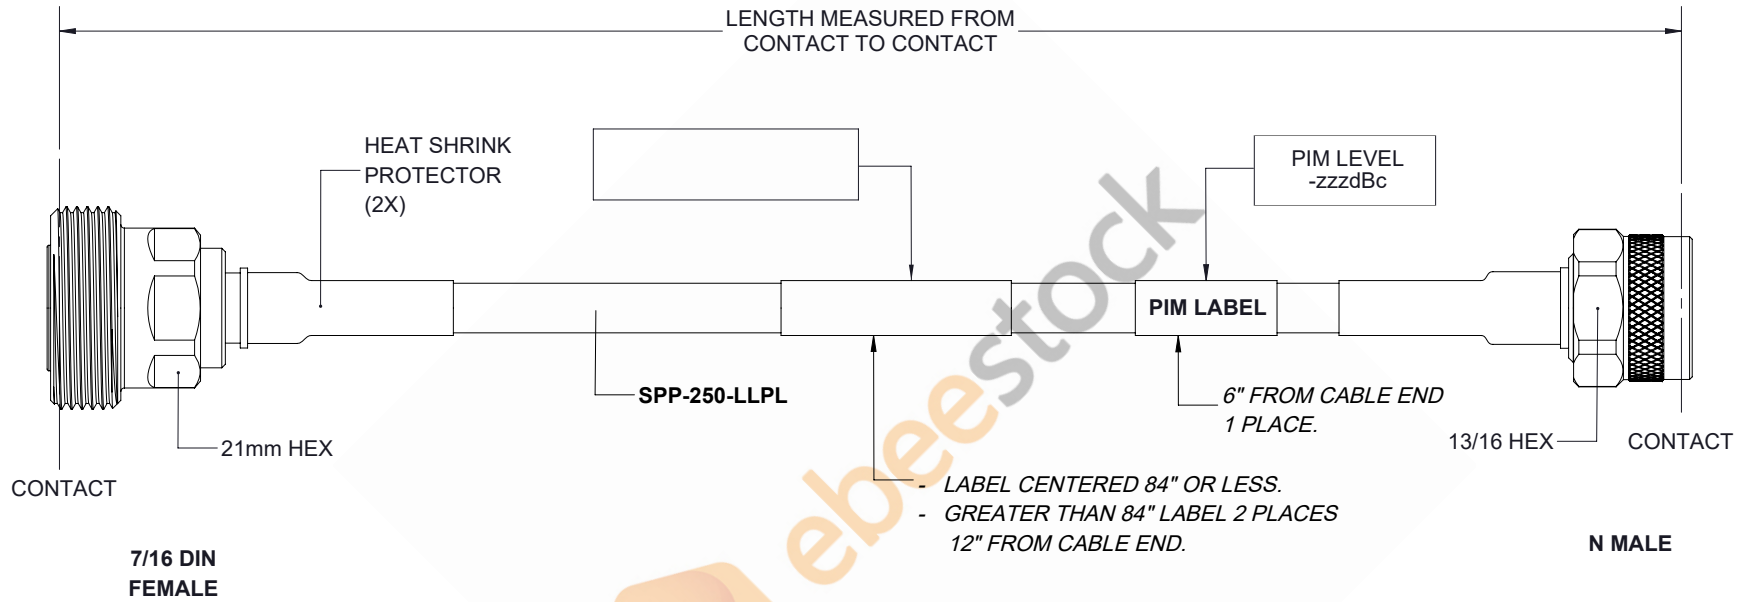 LENGTH MEASURED FROM
CONTACT TO CONTACT
HEAT SHRINK
PROTECTOR
(2X)
PIM LEVEL
-zzzdBc
PIM LABEL
SPP-250-LLPL
6" FROM CABLE END
1 PLACE.
21mm HEX
13/16 HEX
CONTACT
CONTACT
- LABEL CENTERED 84" OR LESS.
- GREATER THAN 84" LABEL 2 PLACES
12" FROM CABLE END.
7/16 DIN
FEMALE
N MALE
ebeestock